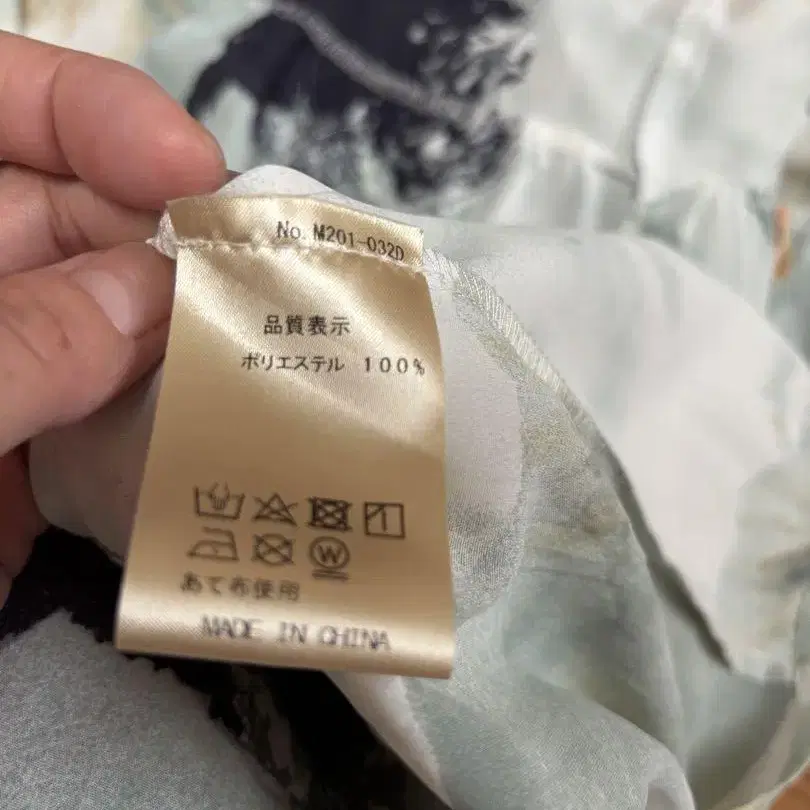 No. M201-032D
品質表示
ポリエステル 100%
W
あて布使用
MADE IN CHINA